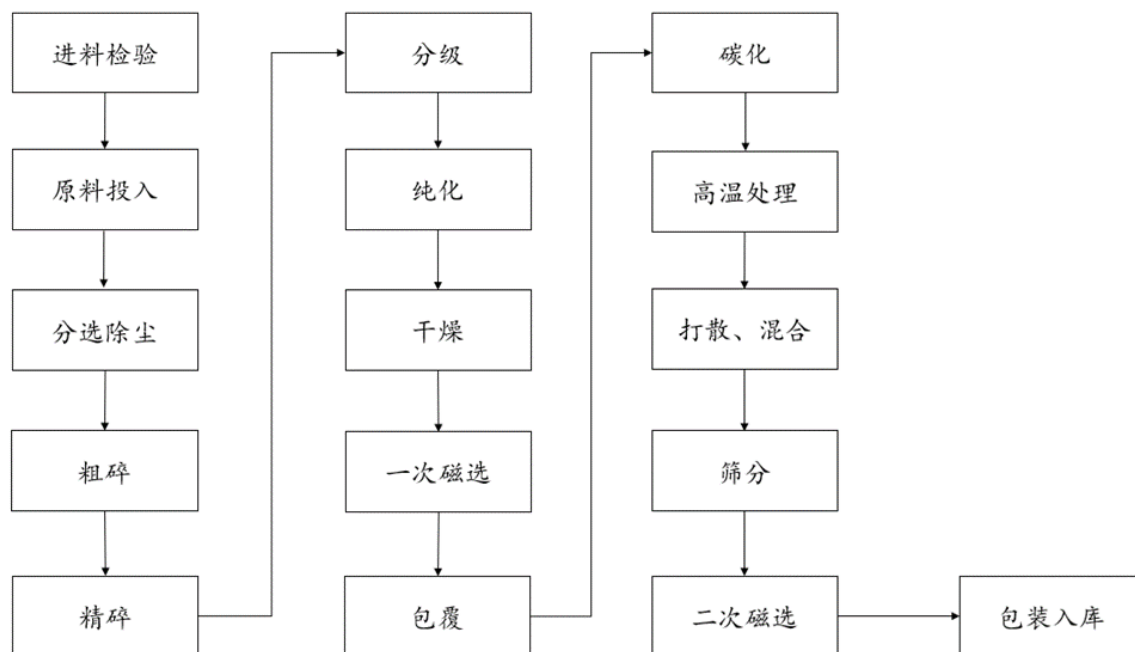 进料检验
原料投入
分选除尘
粗碎
精碎
分级
纯化
干燥
一次磁选
包覆
碳化
高温处理
打散、混合
筛分
二次磁选
包装入库